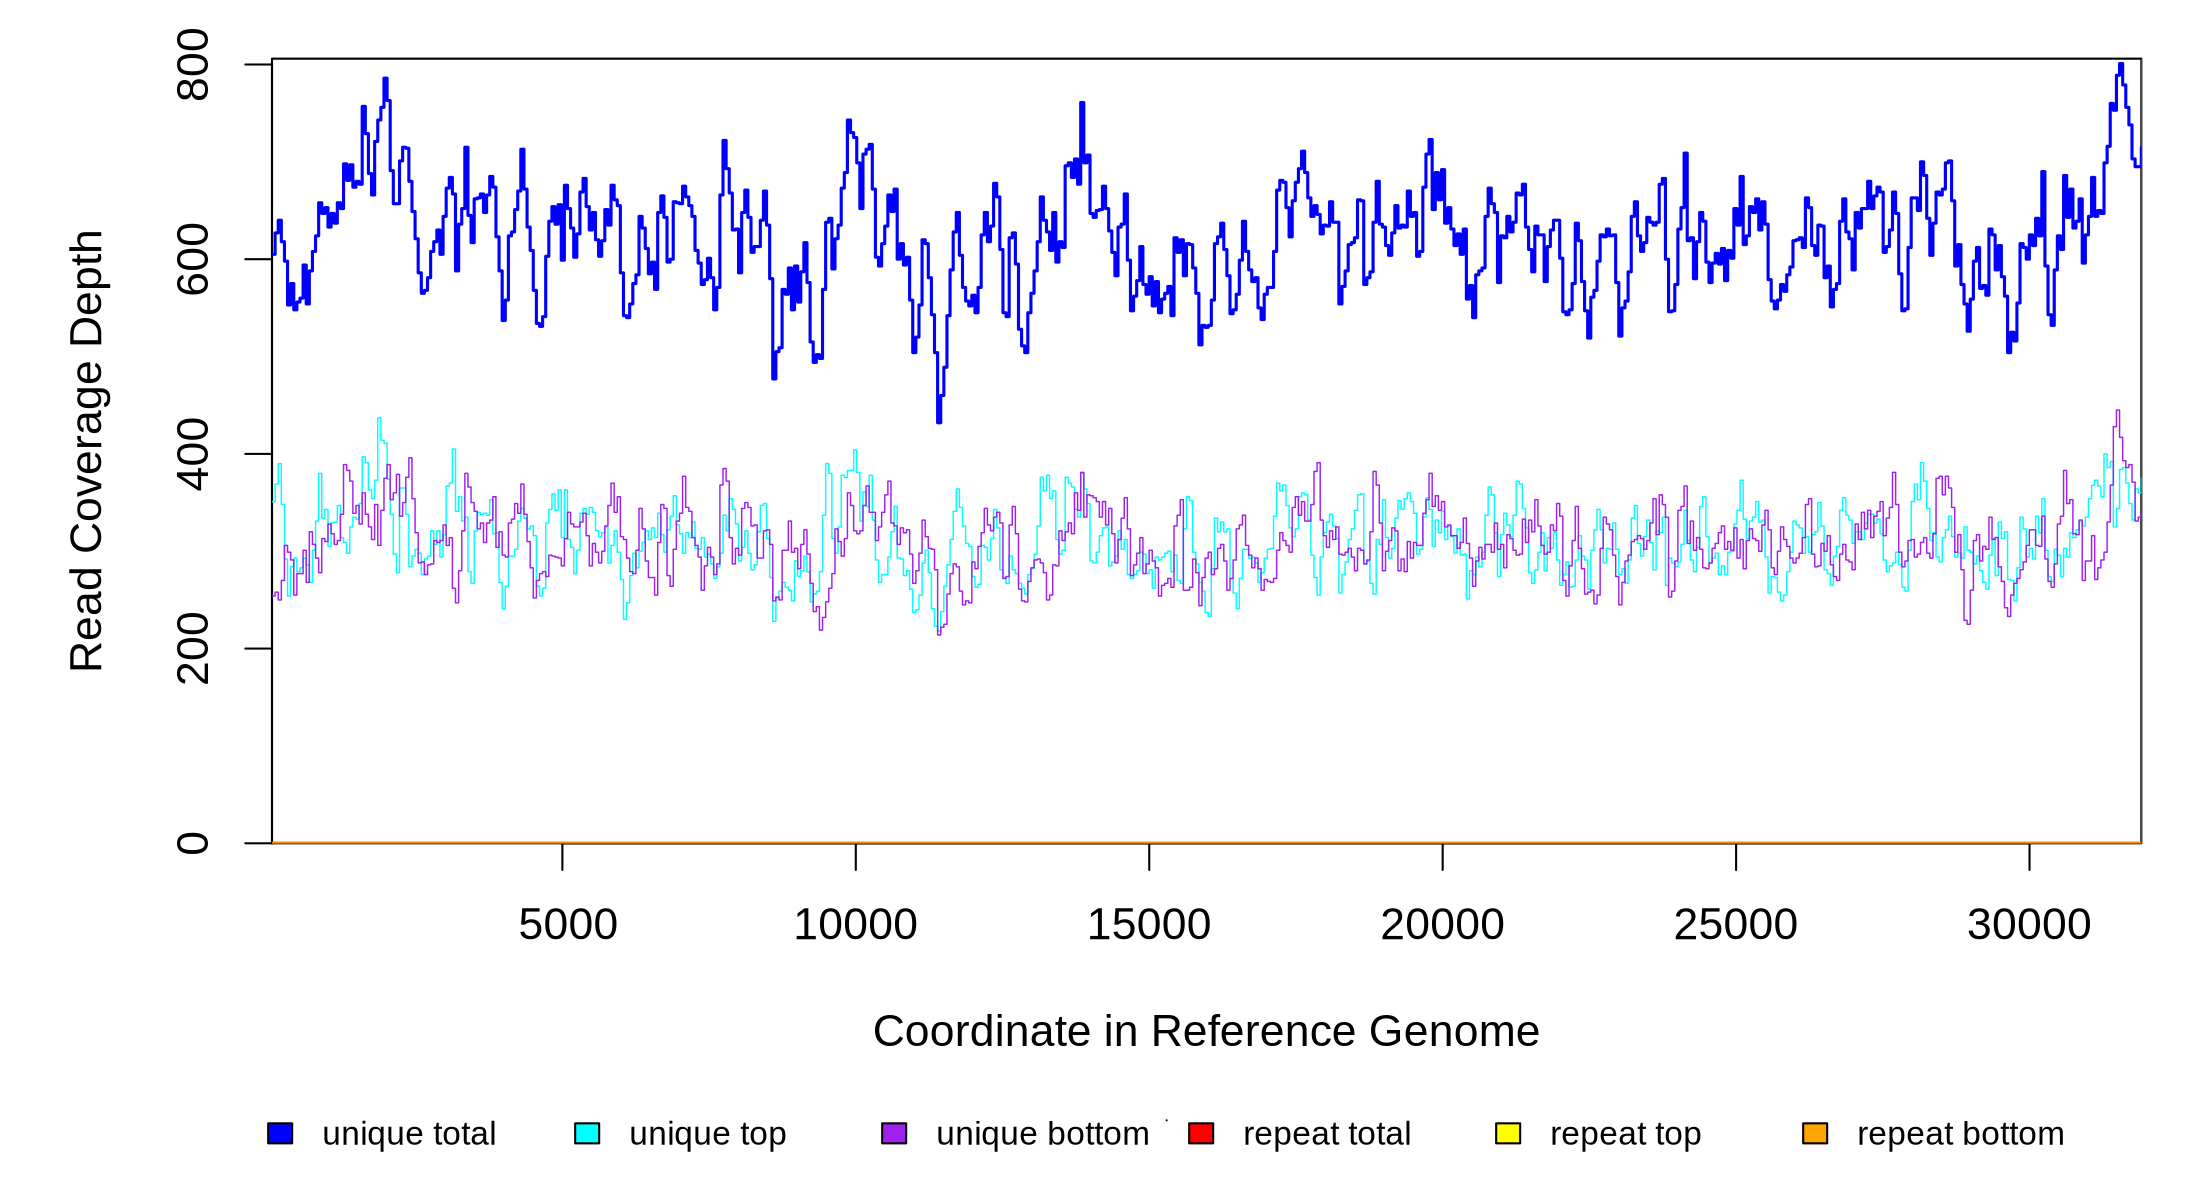 800
600
400
200
0
Read Coverage Depth
5000 10000 15000 20000 25000 30000
Coordinate in Reference Genome
unique total unique top unique bottom repeat total repeat top repeat bottom